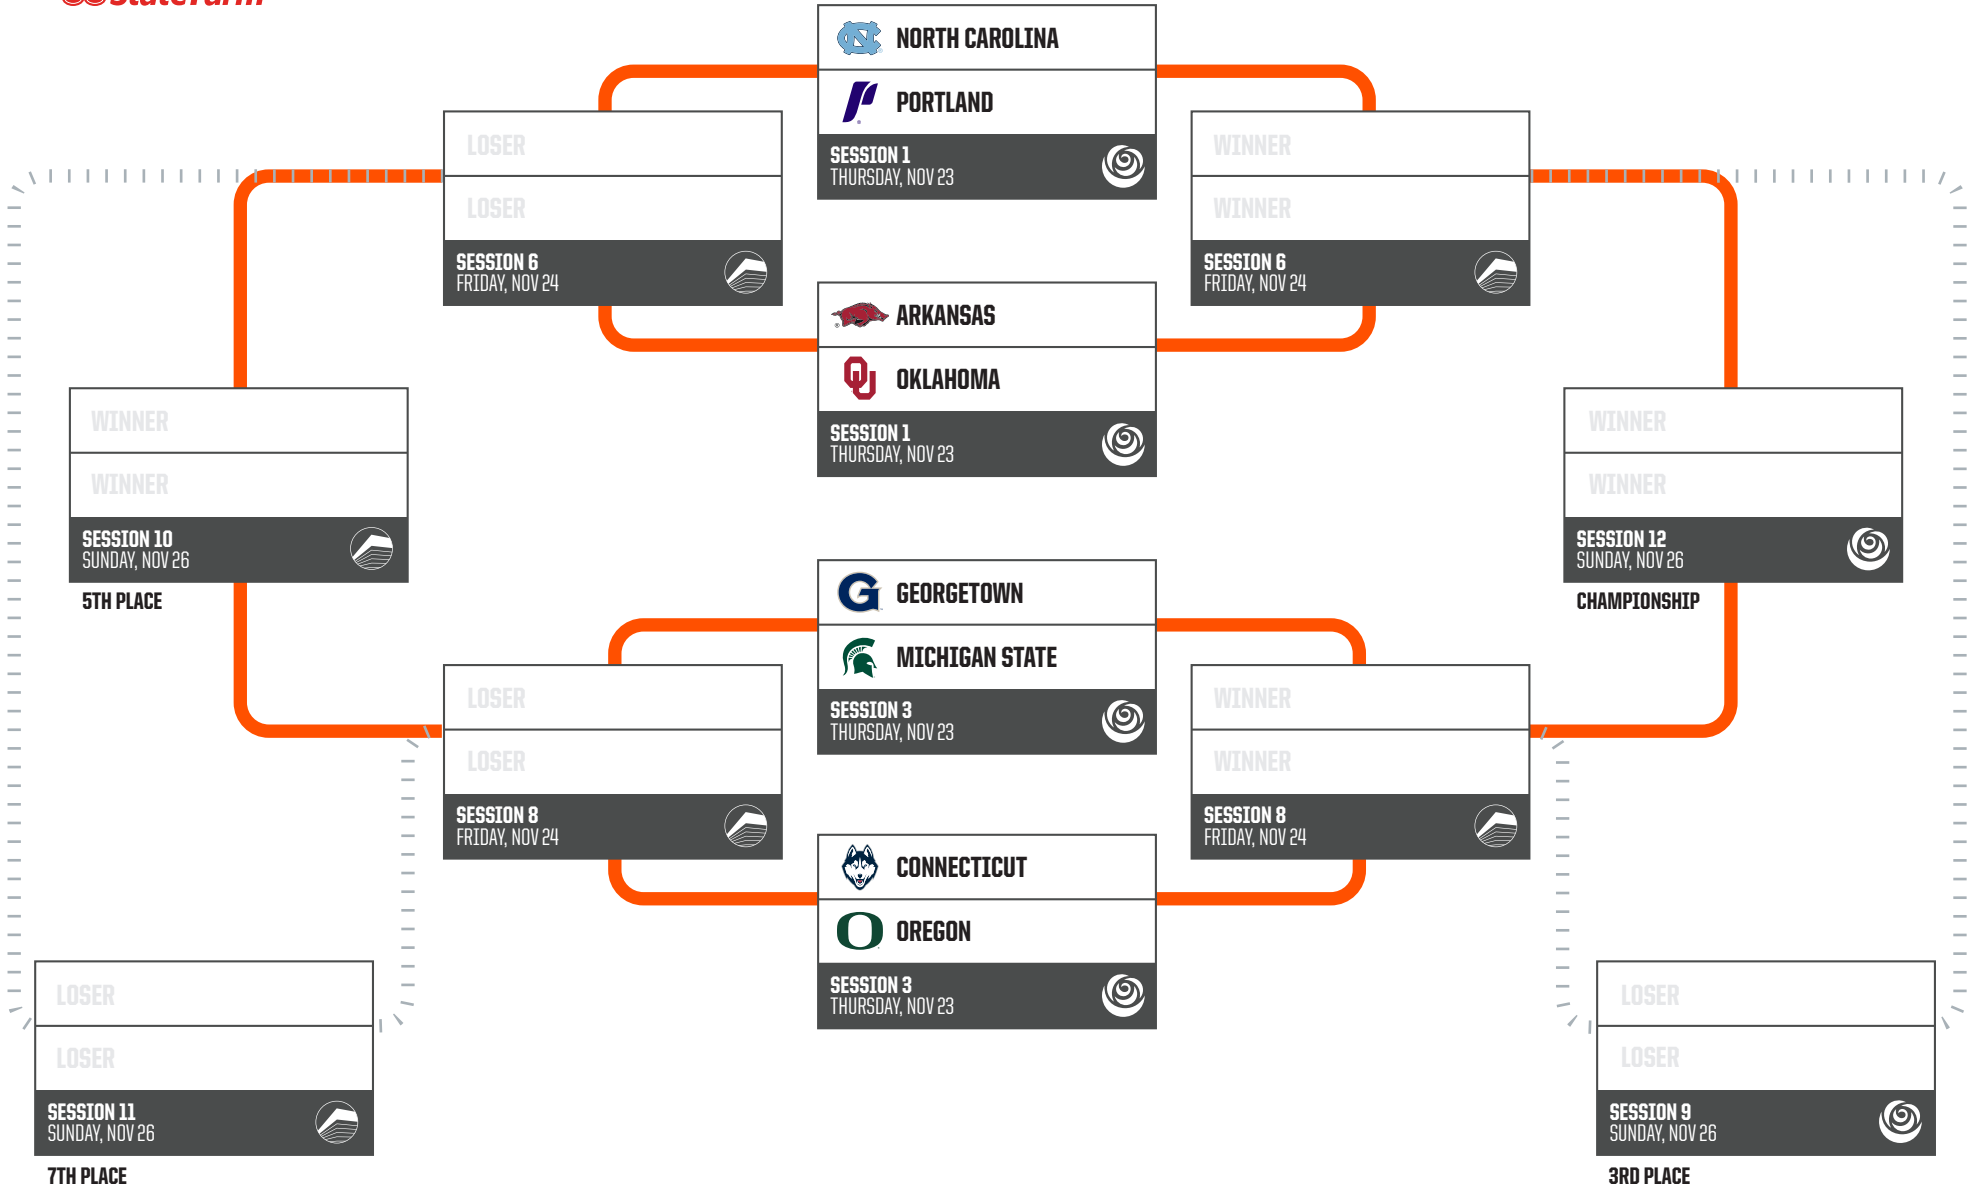 StateFarm
NORTH CAROLINA
PORTLAND
SESSION 1
THURSDAY, NOV 23
LOSER
LOSER
SESSION 6
FRIDAY, NOV 24
WINNER
WINNER
SESSION 6
FRIDAY, NOV 24
ARKANSAS
OKLAHOMA
SESSION 1
THURSDAY, NOV 23
WINNER
WINNER
SESSION 10
SUNDAY, NOV 26
5TH PLACE
WINNER
WINNER
SESSION 12
SUNDAY, NOV 26
CHAMPIONSHIP
GEORGETOWN
MICHIGAN STATE
SESSION 3
THURSDAY, NOV 23
LOSER
LOSER
SESSION 8
FRIDAY, NOV 24
WINNER
WINNER
SESSION 8
FRIDAY, NOV 24
CONNECTICUT
OREGON
SESSION 3
THURSDAY, NOV 23
LOSER
LOSER
SESSION 11
SUNDAY, NOV 26
7TH PLACE
LOSER
LOSER
SESSION 9
SUNDAY, NOV 26
3RD PLACE